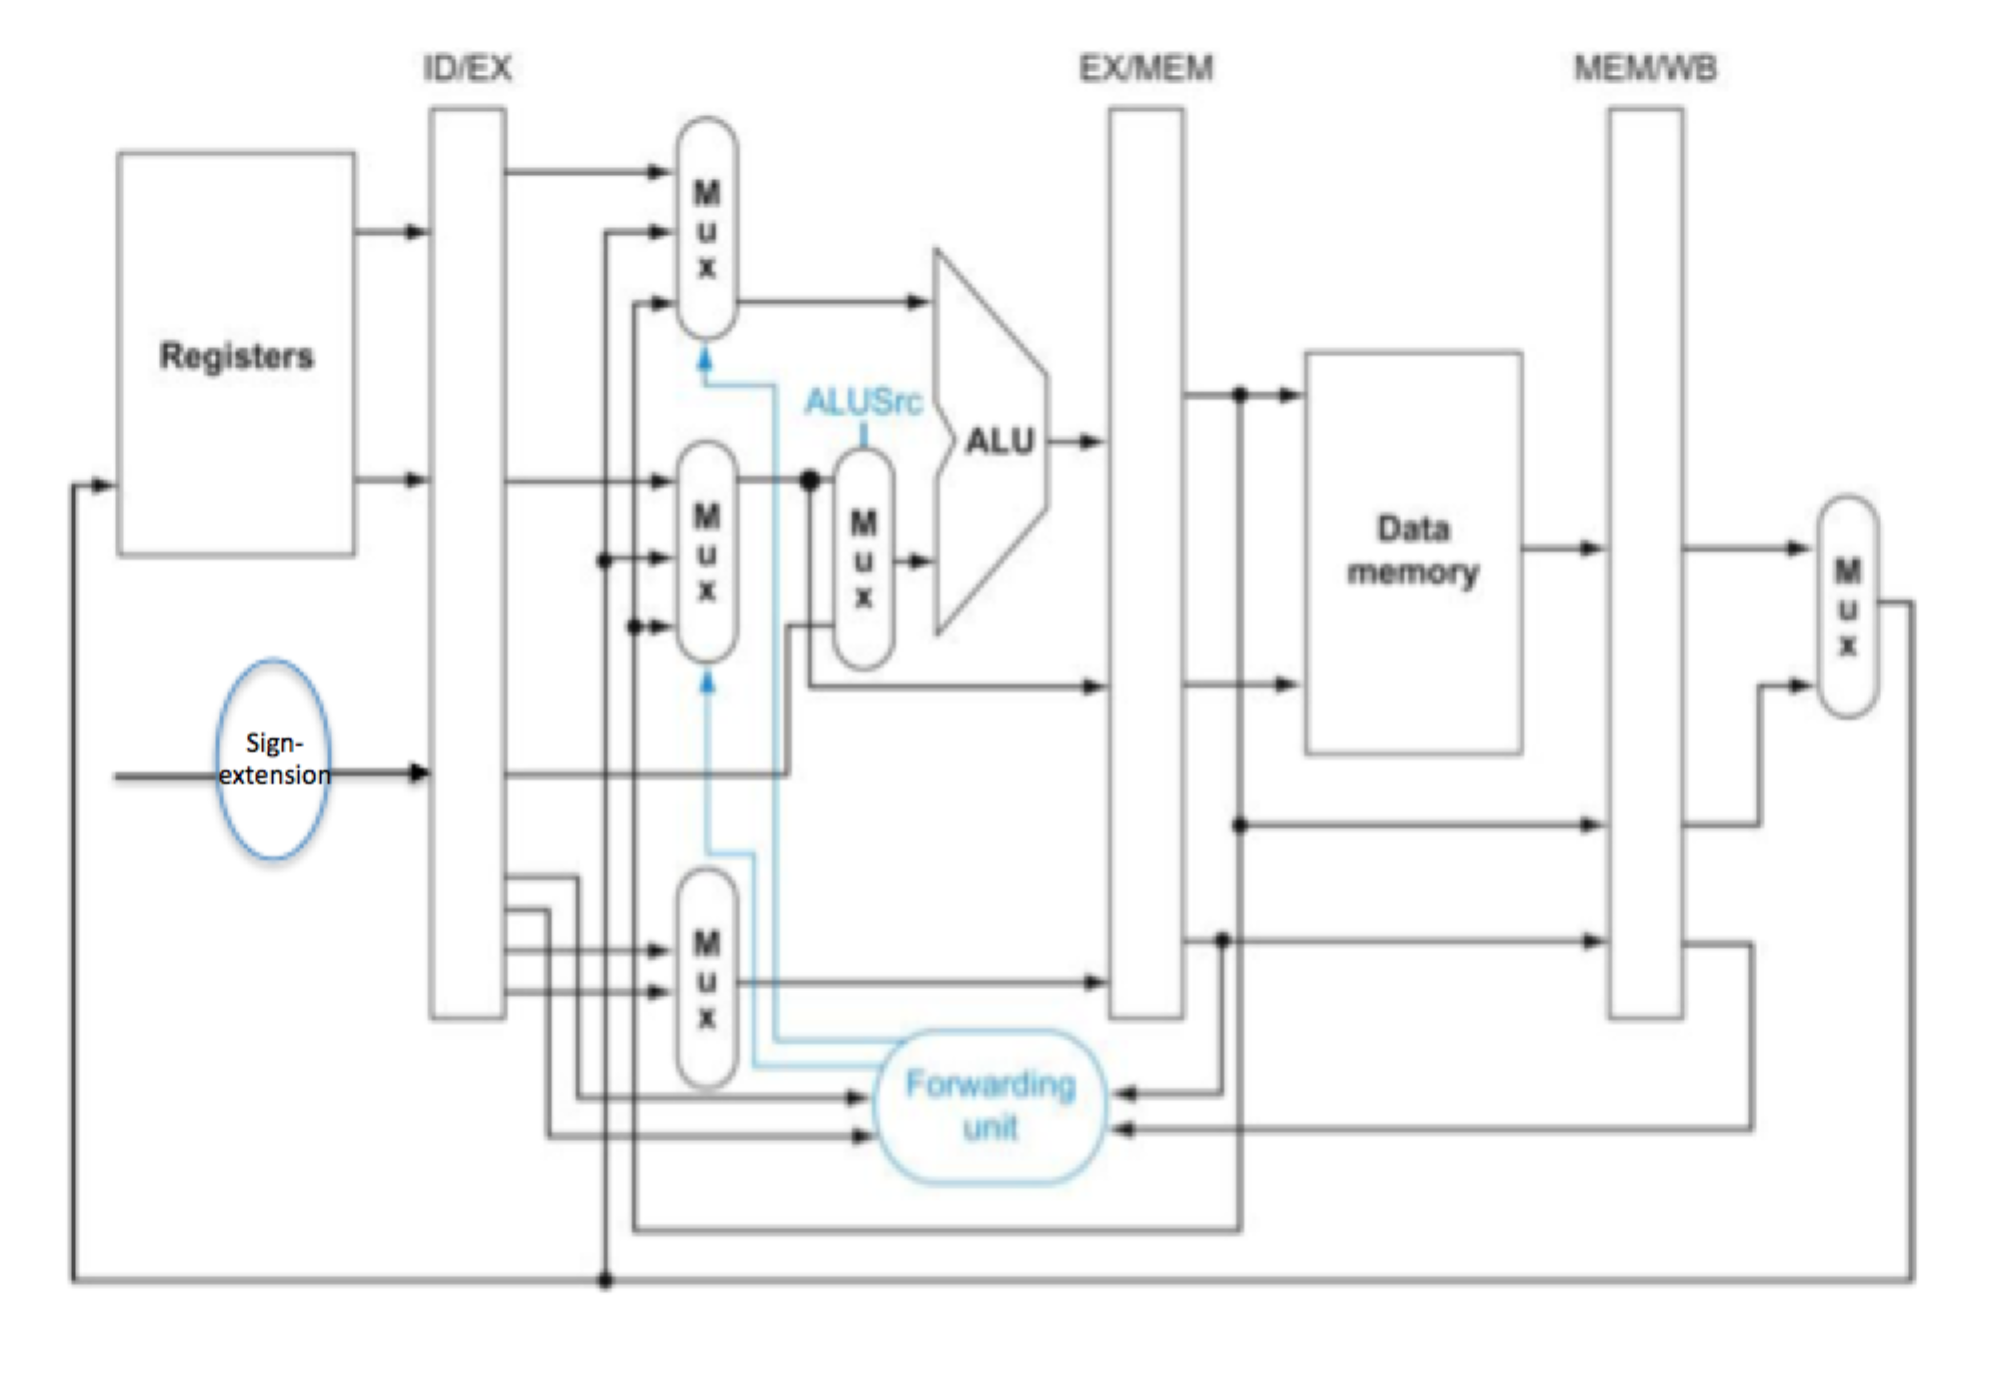 ID/EX
EX/MEM
MEM/WB
M
u
x
Registers
ALUSrc
ALU
M
u
x
M
u
x
Data
memory
M
u
x
Sign-
extension
M
u
x
Forwarding
unit